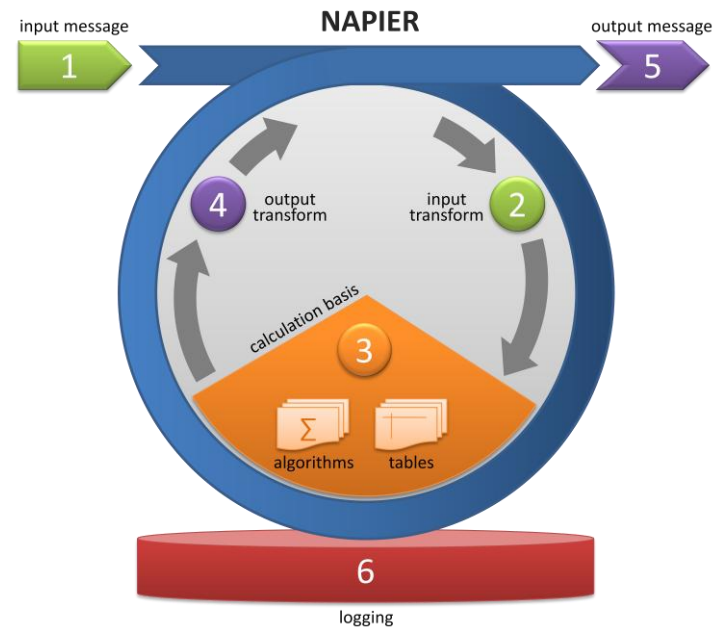 NAPIER
input message
output message
1
5
4
output
transform
input
transform
2
calculation basis
3
Σ
algorithms
tables
6
logging